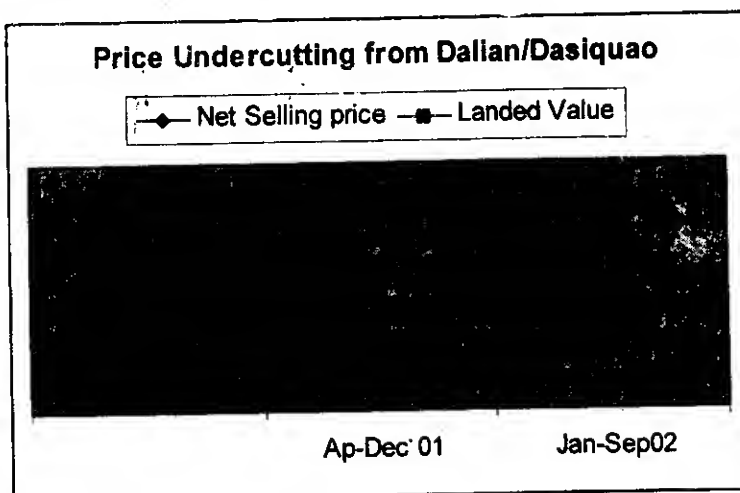 Price Undercutting from Dalian/Dasiquao
Net Selling price Landed Value
Ap-Dec'01 Jan-Sep02